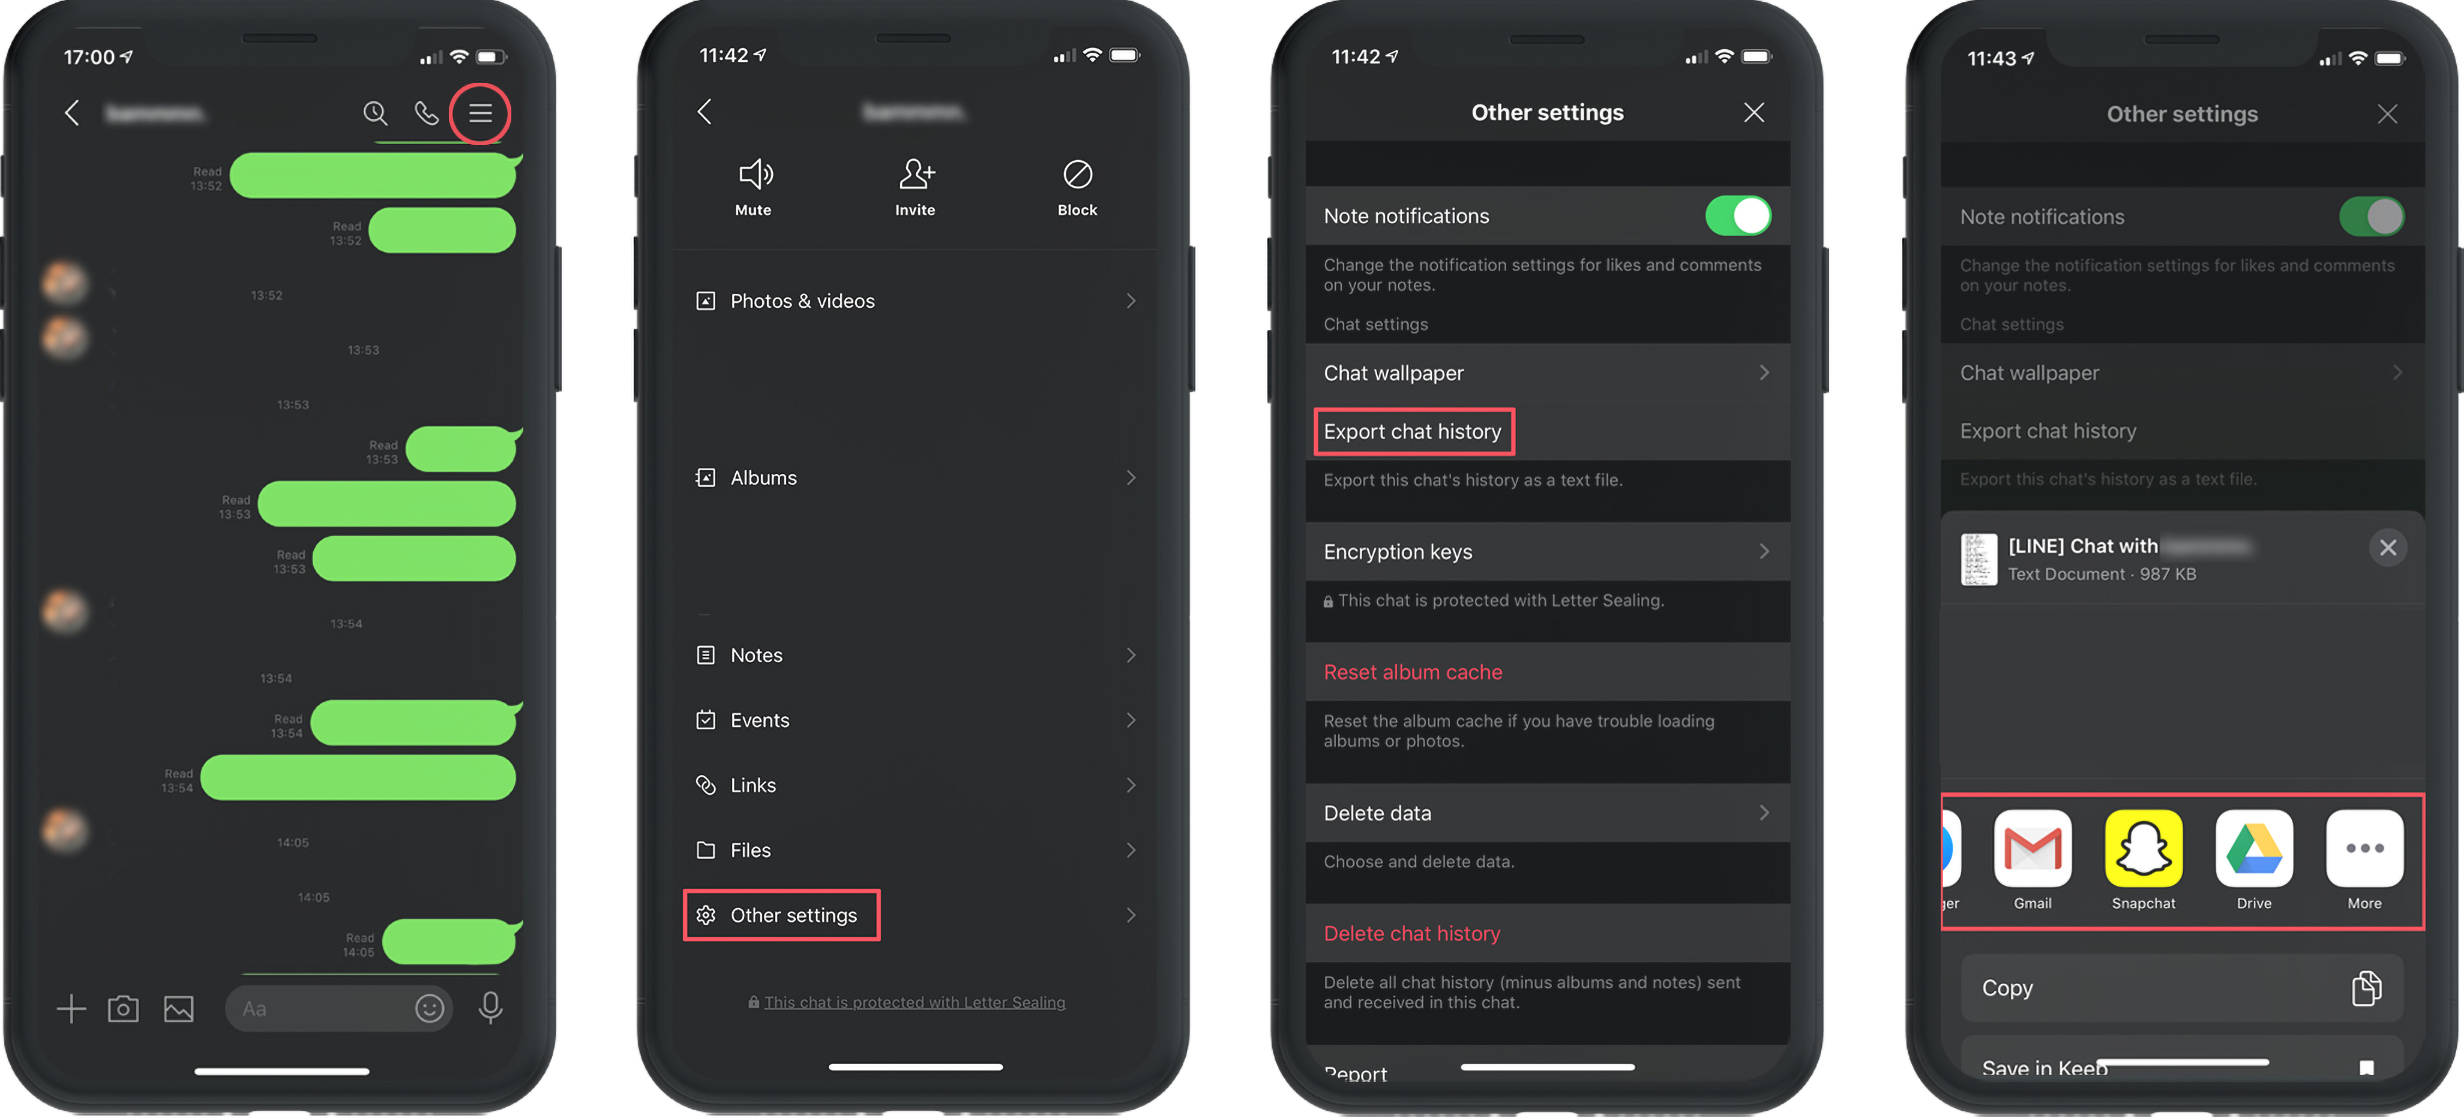 17:00
Read
13:52
Read
13:52
13:52
13:53
13:53
Read
13:53
Read
13:53
Read
13:53
13:54
13:54
Read
13:54
Read
13:54
14:05
14:05
Read
14:05
Aa
11:42
Mute
Invite
Block
Photos & videos
Albums
Notes
Events
Links
Files
Other settings
This chat is protected with Letter Sealing
11:42
Other settings
Note notifications
Change the notification settings for likes and comments
on your notes.
Chat settings
Chat wallpaper
Export chat history
Export this chat's history as a text file.
Encryption keys
This chat is protected with Letter Sealing.
Reset album cache
Reset the album cache if you have trouble loading
albums or photos.
Delete data
Choose and delete data.
Delete chat history
Delete all chat history (minus albums and notes) sent
and received in this chat.
Report
11:43
Other settings
Note notifications
Change the notification settings for likes and comments
on your notes.
Chat settings
Chat wallpaper
Export chat history
Export this chat's history as a text file.
[LINE] Chat with
Text Document · 987 KB
ger
Gmail
Snapchat
Drive
More
Copy
Save in Keep